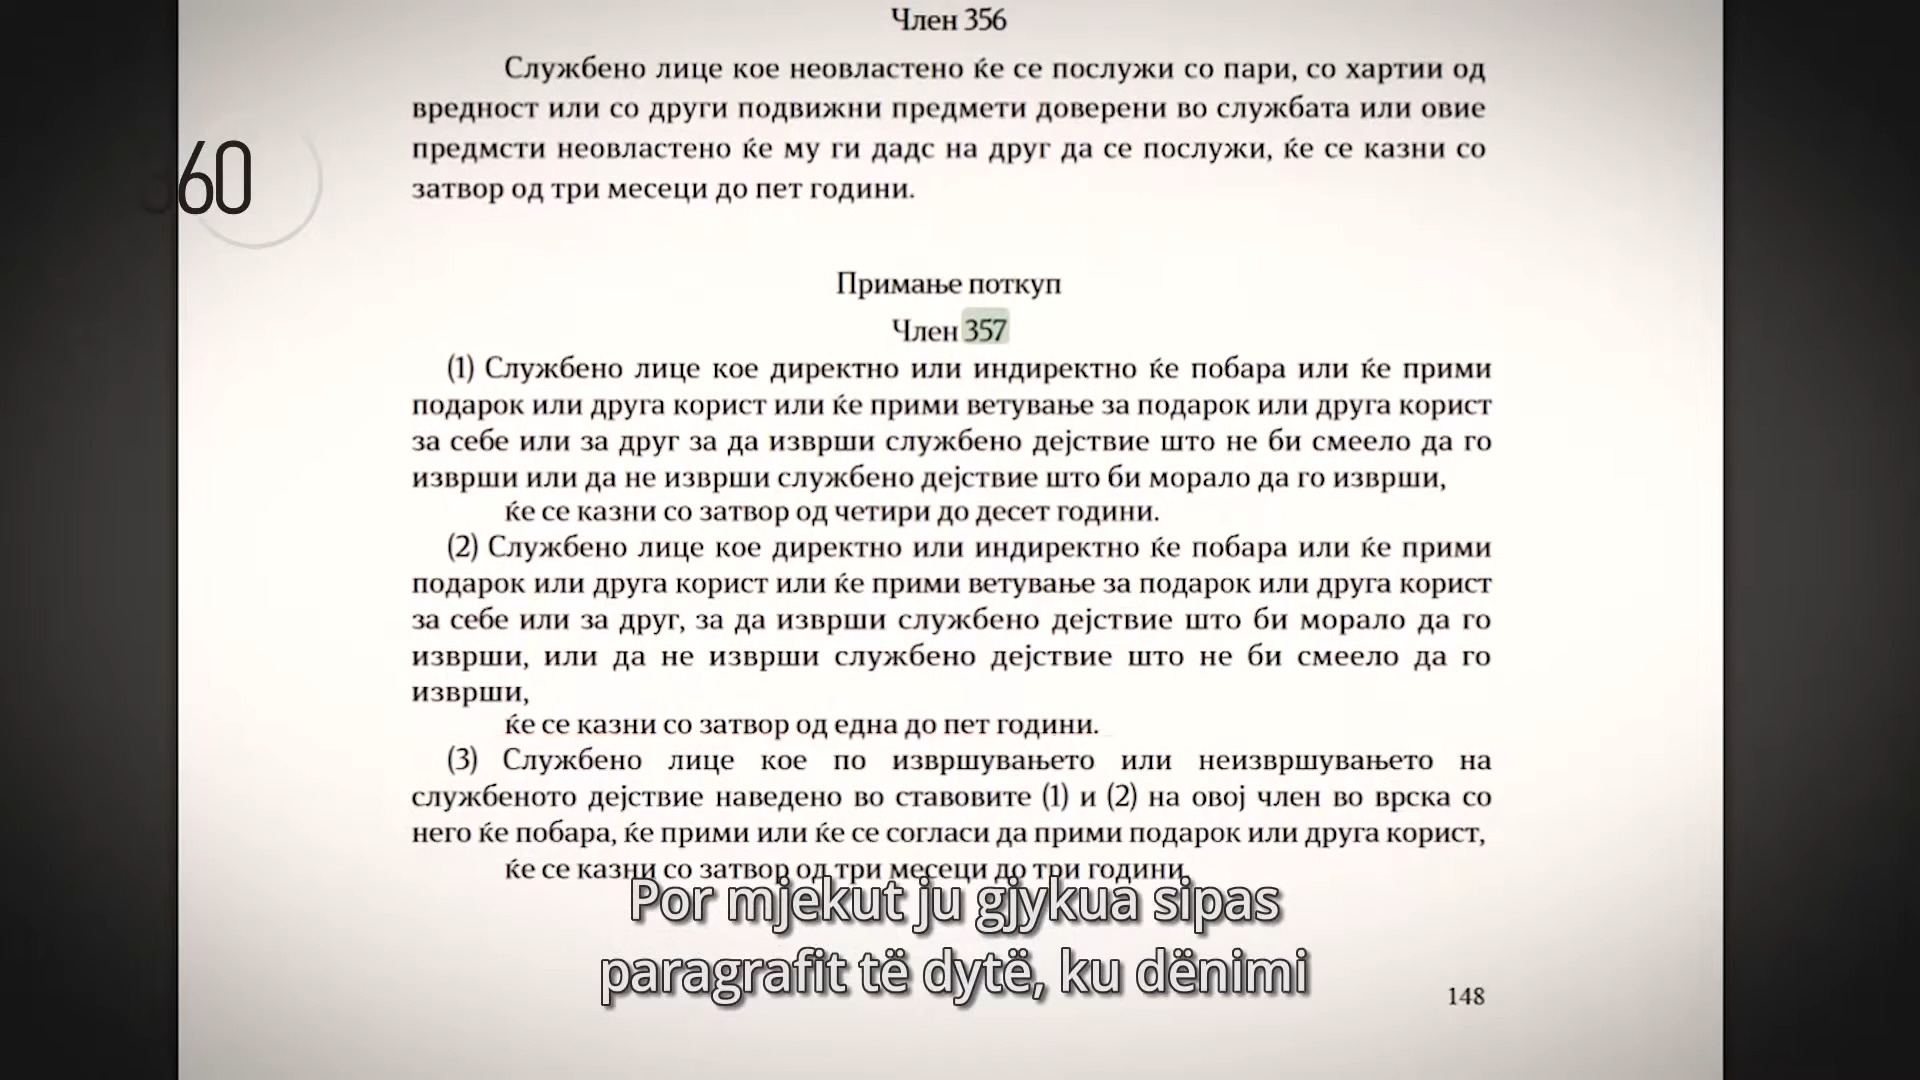 Член 356
Службено лице кое неовластено ќе се послужи со пари, со хартии од
вредност или со други подвижни предмети доверени во службата или овие
предмсти неовластено ќе му ги дадс на друг да се послужи, ќе се казни со
затвор од три месеци до пет години.
360
Примање поткуп
Член 357
(1) Службено лице кое директно или индиректно ќе побара или ќе прими
подарок или друга корист или ќе прими ветување за подарок или друга корист
за себе или за друг за да изврши службено дејствие што не би смеело да го
изврши или да не изврши службено дејствие што би морало да го изврши,
ќе се казни со затвор од четири до десет години.
(2) Службено лице кое директно или индиректно ќе побара или ќе прими
подарок или друга корист или ќе прими ветување за подарок или друга корист
за себе или за друг, за да изврши службено дејствие што би морало да го
изврши, или да не изврши службено дејствие што не би смеело да го
изврши,
ќе се казни со затвор од една до пет години.
(3) Службено лице кое по извршувањето или неизвршувањето на
службеното дејствие наведено во ставовите (1) и (2) на овој член во врска со
него ќе побара, ќе прими или ќе се согласи да прими подарок или друга корист,
ќе се казни со затвор од три месеци до три години.
Por mjekut ju gjykua sipas
paragrafit të dytë, ku dënimi
148